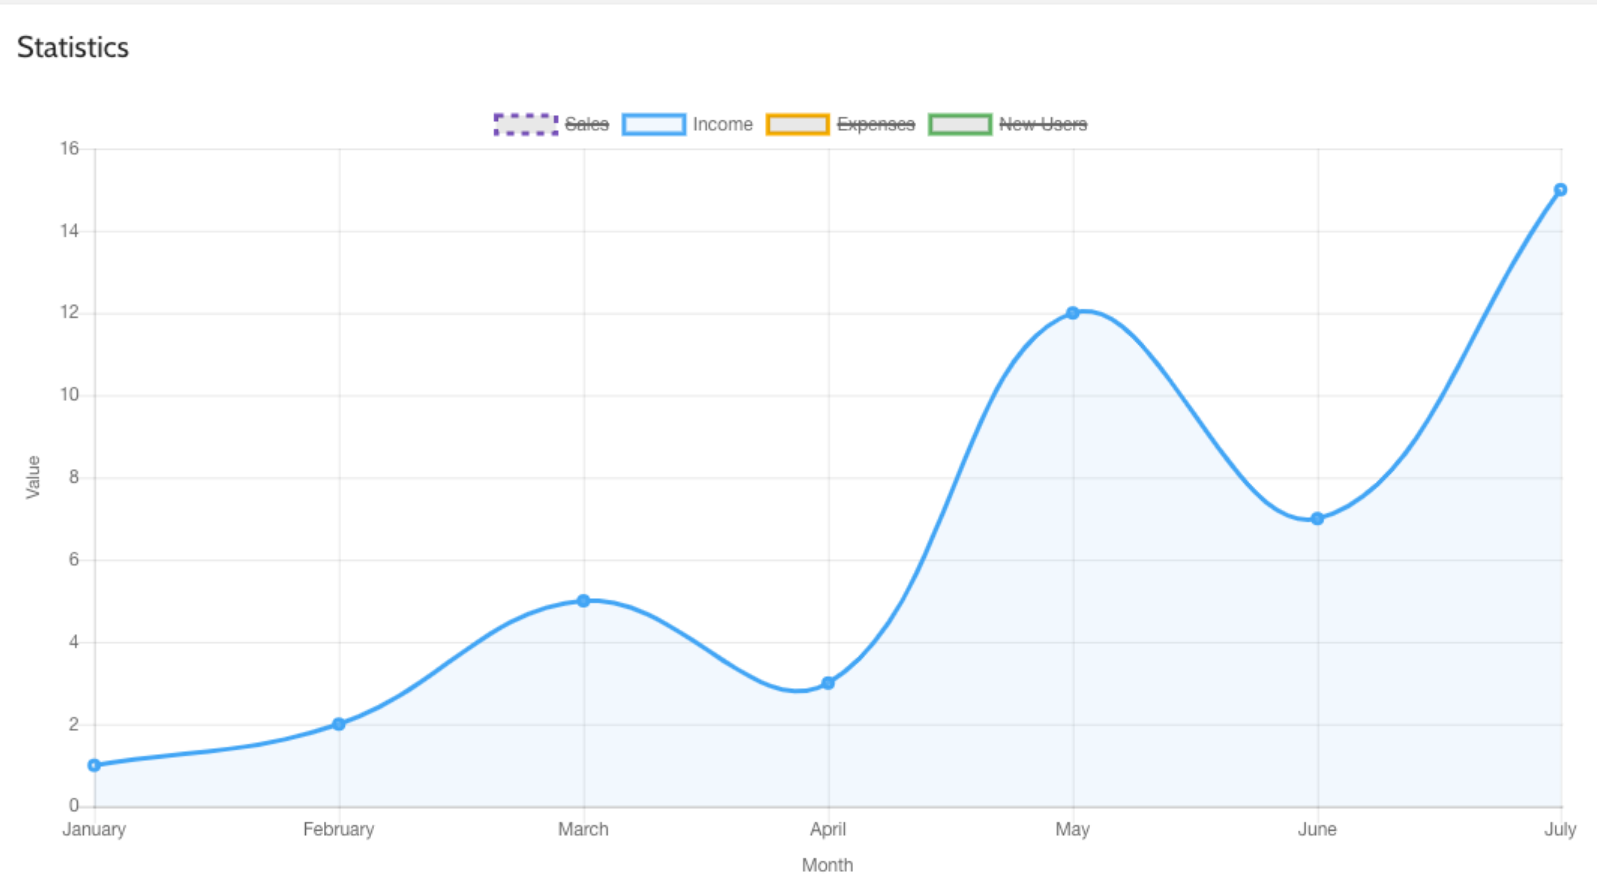 Statistics
Sales Income Expenses New Users
16
14
12
10
8
6
4
2
0
Value
January February March April May June July
Month